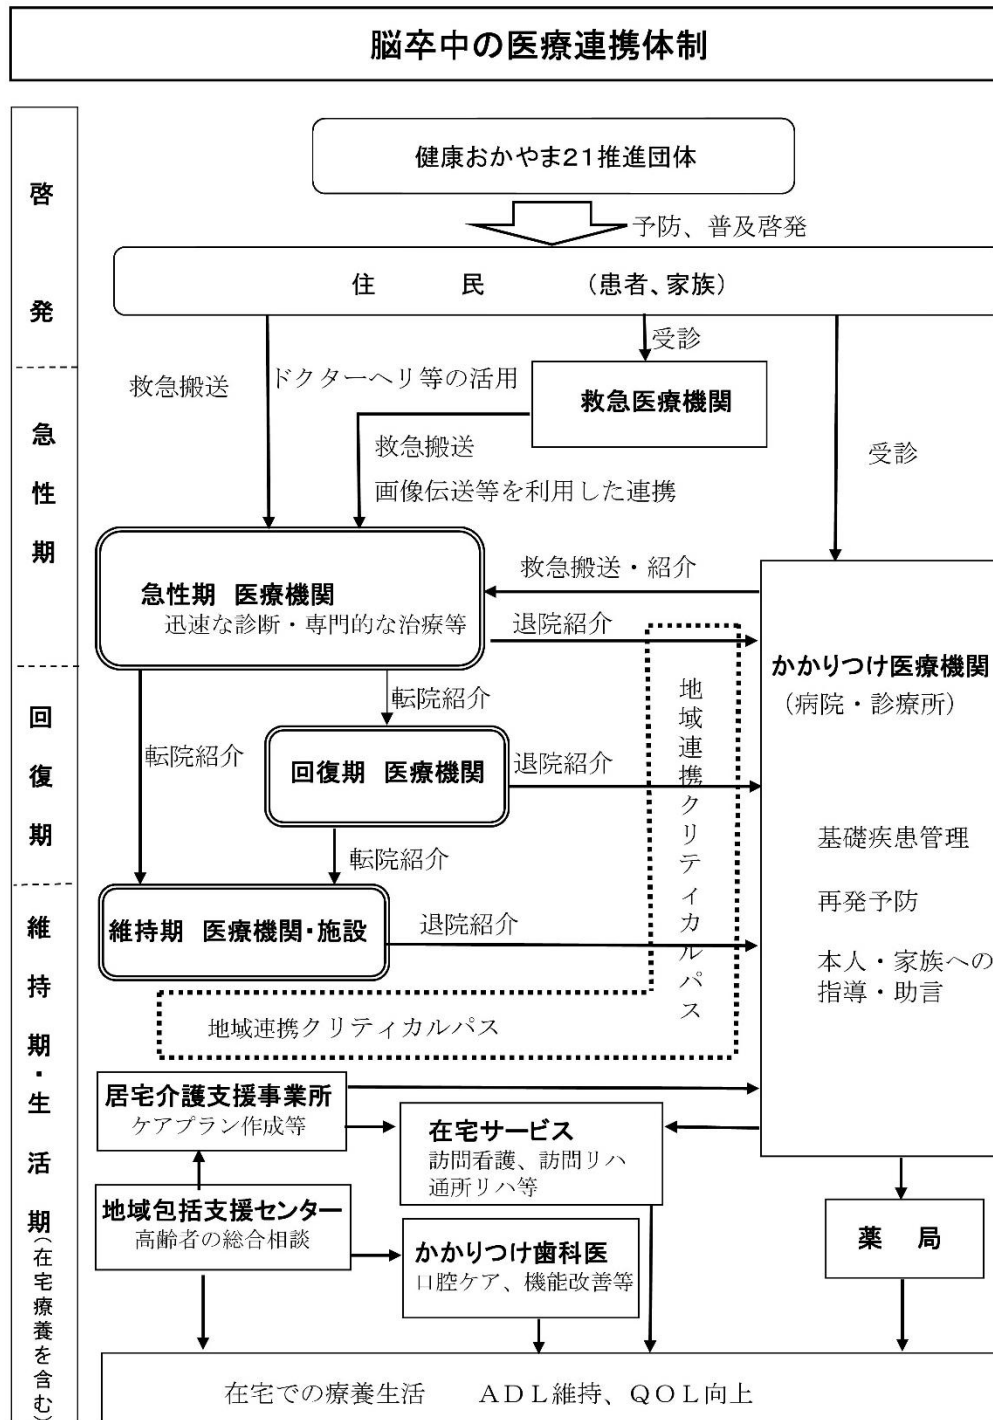 脳卒中の医療連携体制
啓発
健康おかやま21推進団体
予防、普及啓発
住　　民　　（患者、家族）
受診
救急搬送
ドクターヘリ等の活用
救急医療機関
急性期
救急搬送
画像伝送等を利用した連携
受診
急性期　医療機関
迅速な診断・専門的な治療等
救急搬送・紹介
退院紹介
かかりつけ医療機関
（病院・診療所）
基礎疾患管理
再発予防
本人・家族への
指導・助言
回復期
転院紹介
転院紹介
回復期　医療機関
退院紹介
地域連携クリティカルパス
転院紹介
維持期・生活期（在宅療養を含む）
維持期　医療機関・施設
退院紹介
地域連携クリティカルパス
居宅介護支援事業所
ケアプラン作成等
在宅サービス
訪問看護、訪問リハ
通所リハ等
地域包括支援センター
高齢者の総合相談
かかりつけ歯科医
口腔ケア、機能改善等
薬　局
在宅での療養生活　　ＡＤＬ維持、ＱＯＬ向上